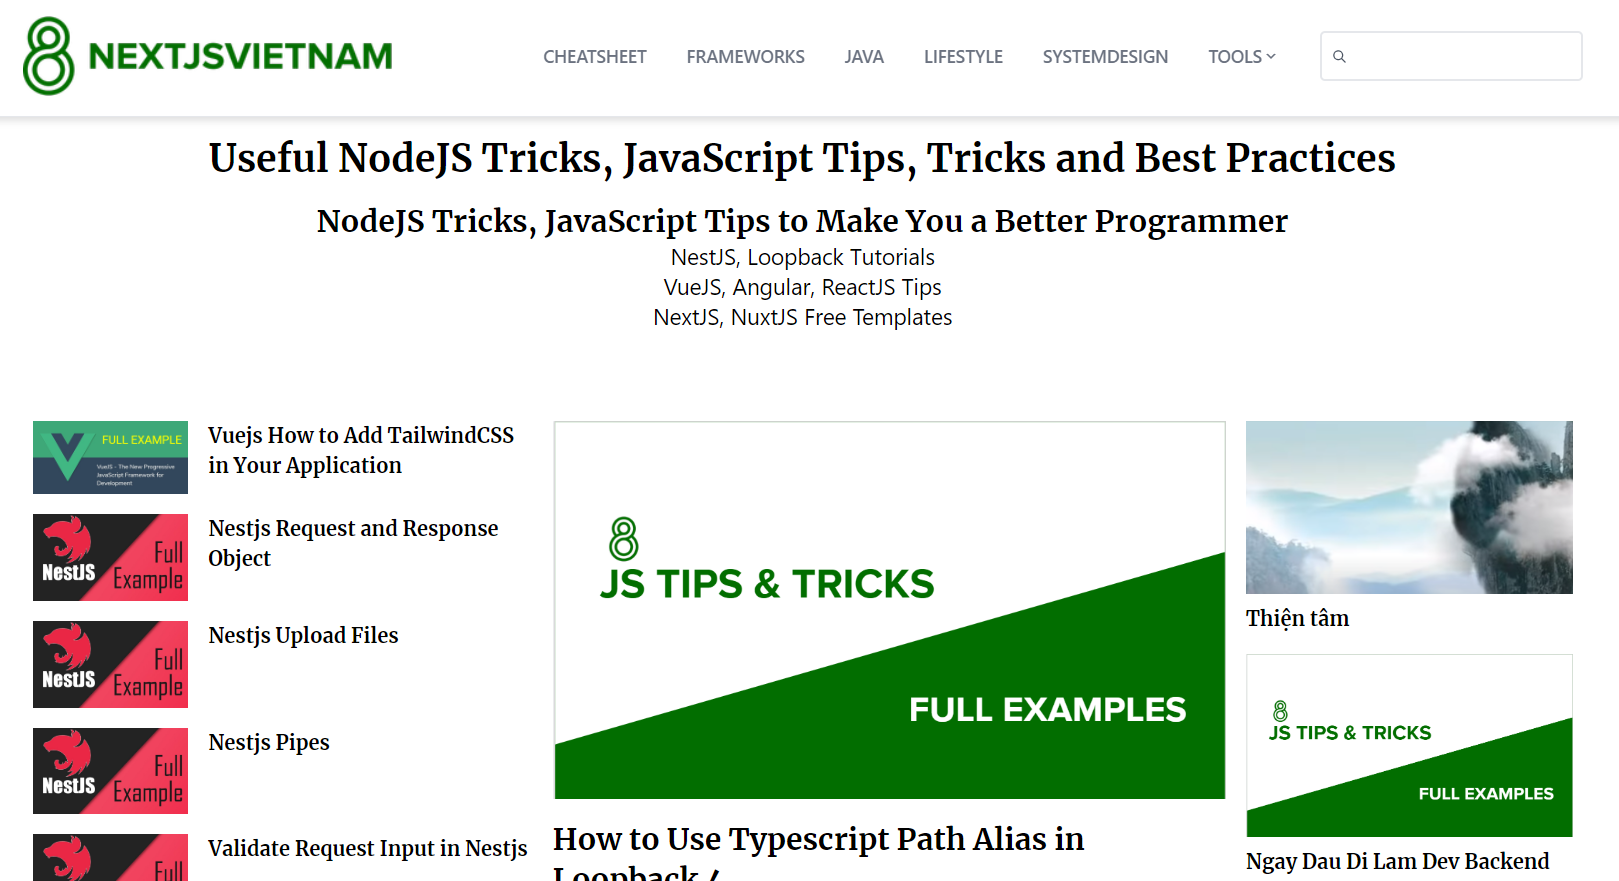 8 NEXTJSVIETNAM
CHEATSHEET FRAMEWORKS JAVA LIFESTYLE SYSTEMDESIGN TOOLS
Useful NodeJS Tricks, JavaScript Tips, Tricks and Best Practices
NodeJS Tricks, JavaScript Tips to Make You a Better Programmer
NestJS, Loopback Tutorials
VueJS, Angular, ReactJS Tips
NextJS, NuxtJS Free Templates
FULL EXAMPLE
VueJS - The New Progressive
JavaScript Framework for
Development
Vuejs How to Add TailwindCSS
in Your Application
NestJS
Full
Example
Nestjs Request and Response
Object
NestJS
Full
Example
Nestjs Upload Files
NestJS
Full
Example
Nestjs Pipes
Full
Validate Request Input in Nestjs
8
JS TIPS & TRICKS
FULL EXAMPLES
How to Use Typescript Path Alias in
Loopback 4
Thiện tâm
8
JS TIPS & TRICKS
FULL EXAMPLES
Ngay Dau Di Lam Dev Backend